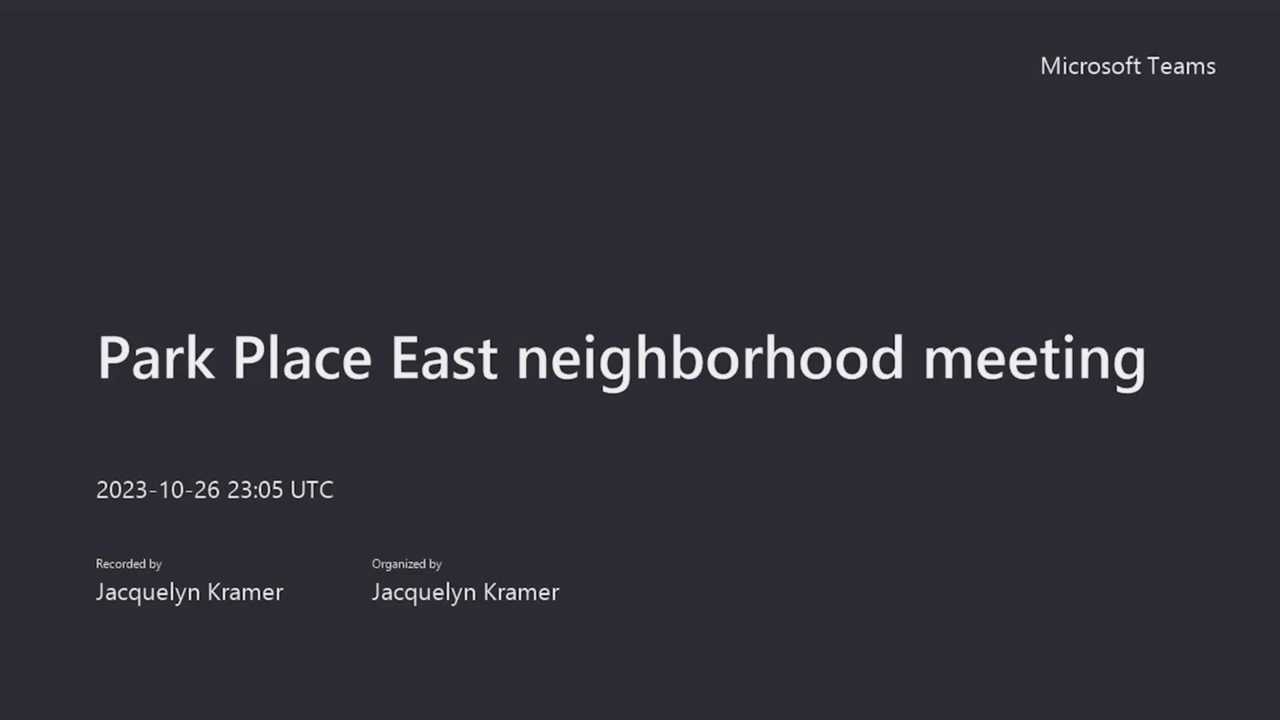 Microsoft Teams
Park Place East neighborhood meeting
2023-10-26 23:05 UTC
Recorded by
Organized by
Jacquelyn Kramer
Jacquelyn Kramer